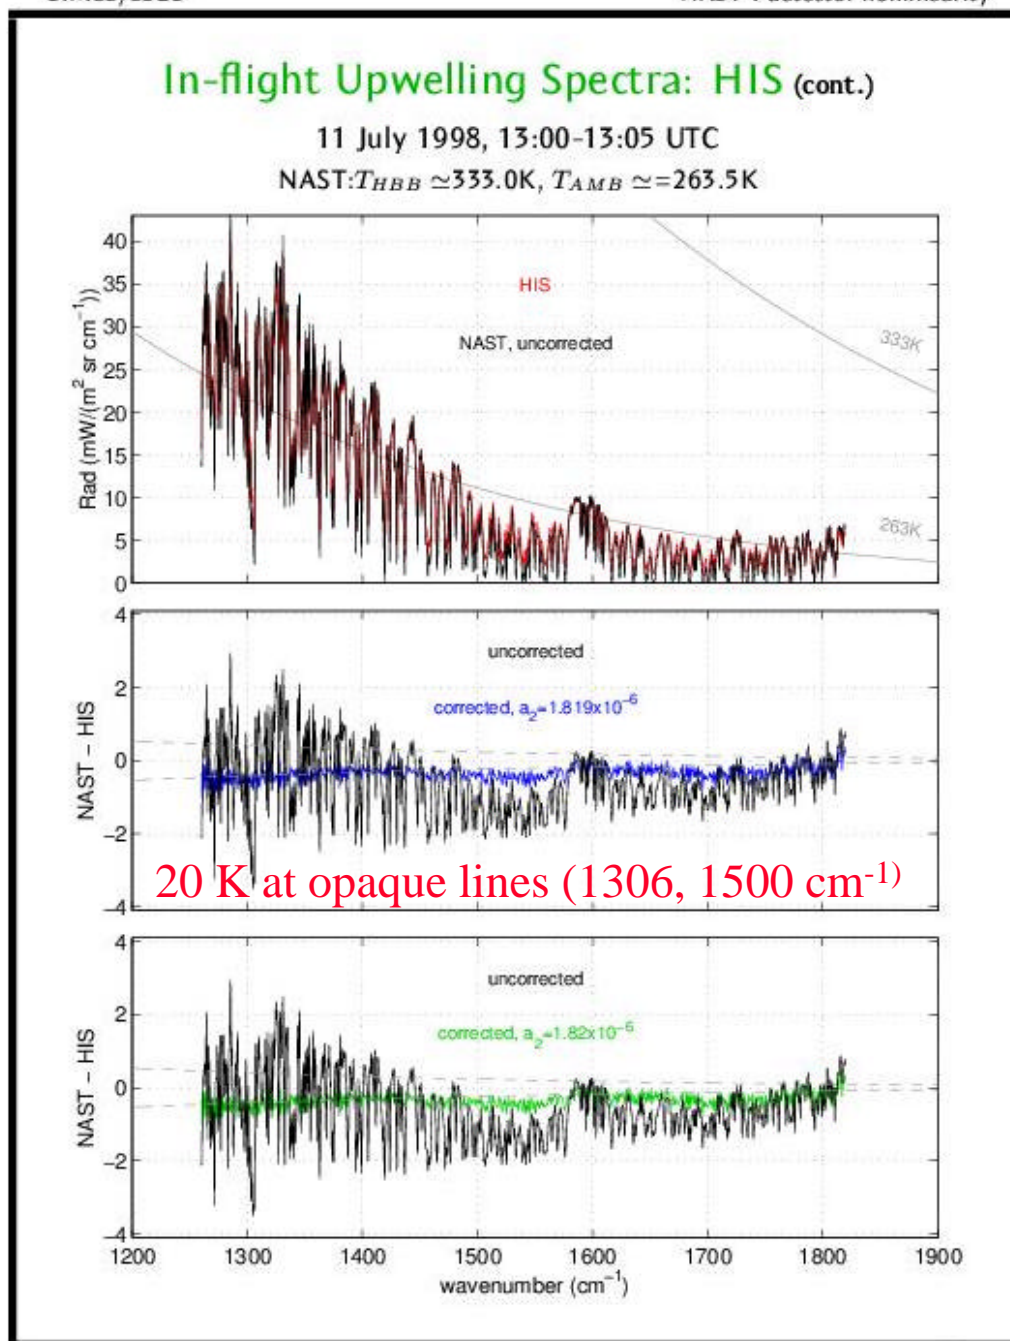 In-flight Upwelling Spectra: HIS (cont.)
11 July 1998, 13:00-13:05 UTC
NAST:T_HBB ≃333.0K, T_AMB ≃=263.5K
Rad (mW/(m² sr cm⁻¹))
40
35
30
25
20
15
10
5
0
HIS
NAST, uncorrected
333K
263K
NAST − HIS
4
2
0
−2
−4
uncorrected
corrected, a₂=1.819x10⁻⁶
20 K at opaque lines (1306, 1500 cm⁻¹)
NAST − HIS
4
2
0
−2
−4
uncorrected
corrected, a₂=1.82x10⁻⁶
1200 1300 1400 1500 1600 1700 1800 1900
wavenumber (cm⁻¹)